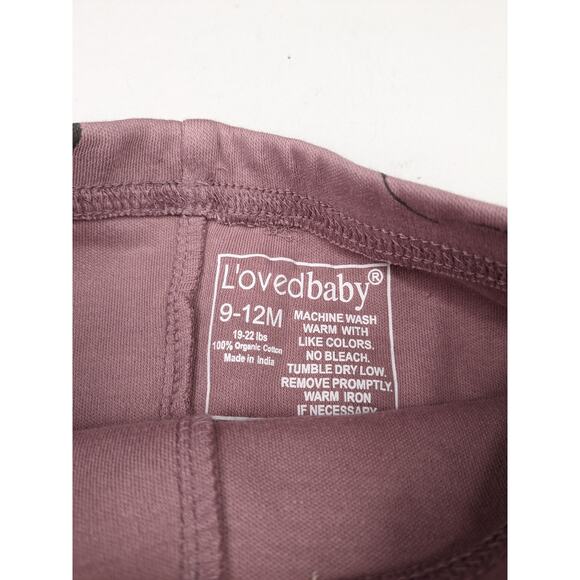 L'ovedbaby®
9-12M
19-22 lbs
100% Organic Cotton
Made in India
MACHINE WASH
WARM WITH
LIKE COLORS.
NO BLEACH.
TUMBLE DRY LOW.
REMOVE PROMPTLY.
WARM IRON
IF NECESSARY